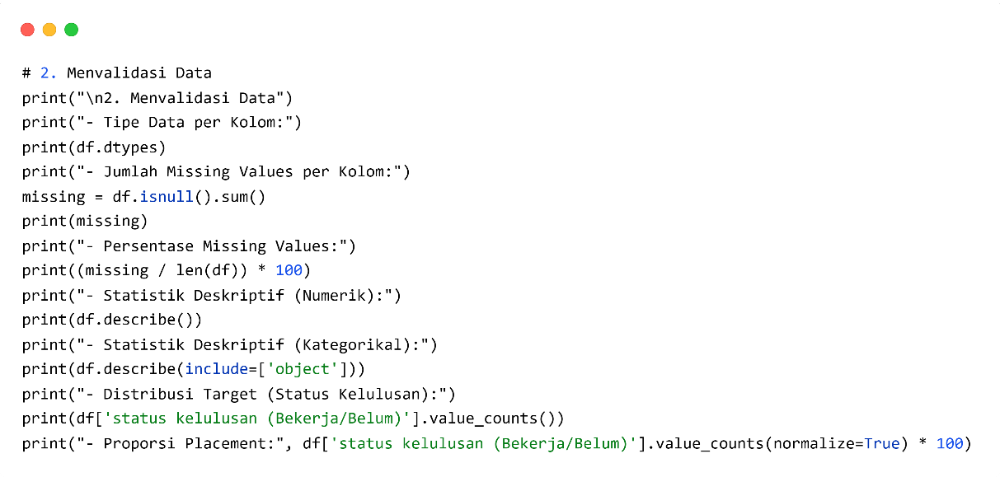 # 2. Menvalidasi Data
print("\n2. Menvalidasi Data")
print("- Tipe Data per Kolom:")
print(df.dtypes)
print("- Jumlah Missing Values per Kolom:")
missing = df.isnull().sum()
print(missing)
print("- Persentase Missing Values:")
print((missing / len(df)) * 100)
print("- Statistik Deskriptif (Numerik):")
print(df.describe())
print("- Statistik Deskriptif (Kategorikal):")
print(df.describe(include=['object']))
print("- Distribusi Target (Status Kelulusan):")
print(df['status kelulusan (Bekerja/Belum)'].value_counts())
print("- Proporsi Placement:", df['status kelulusan (Bekerja/Belum)'].value_counts(normalize=True) * 100)